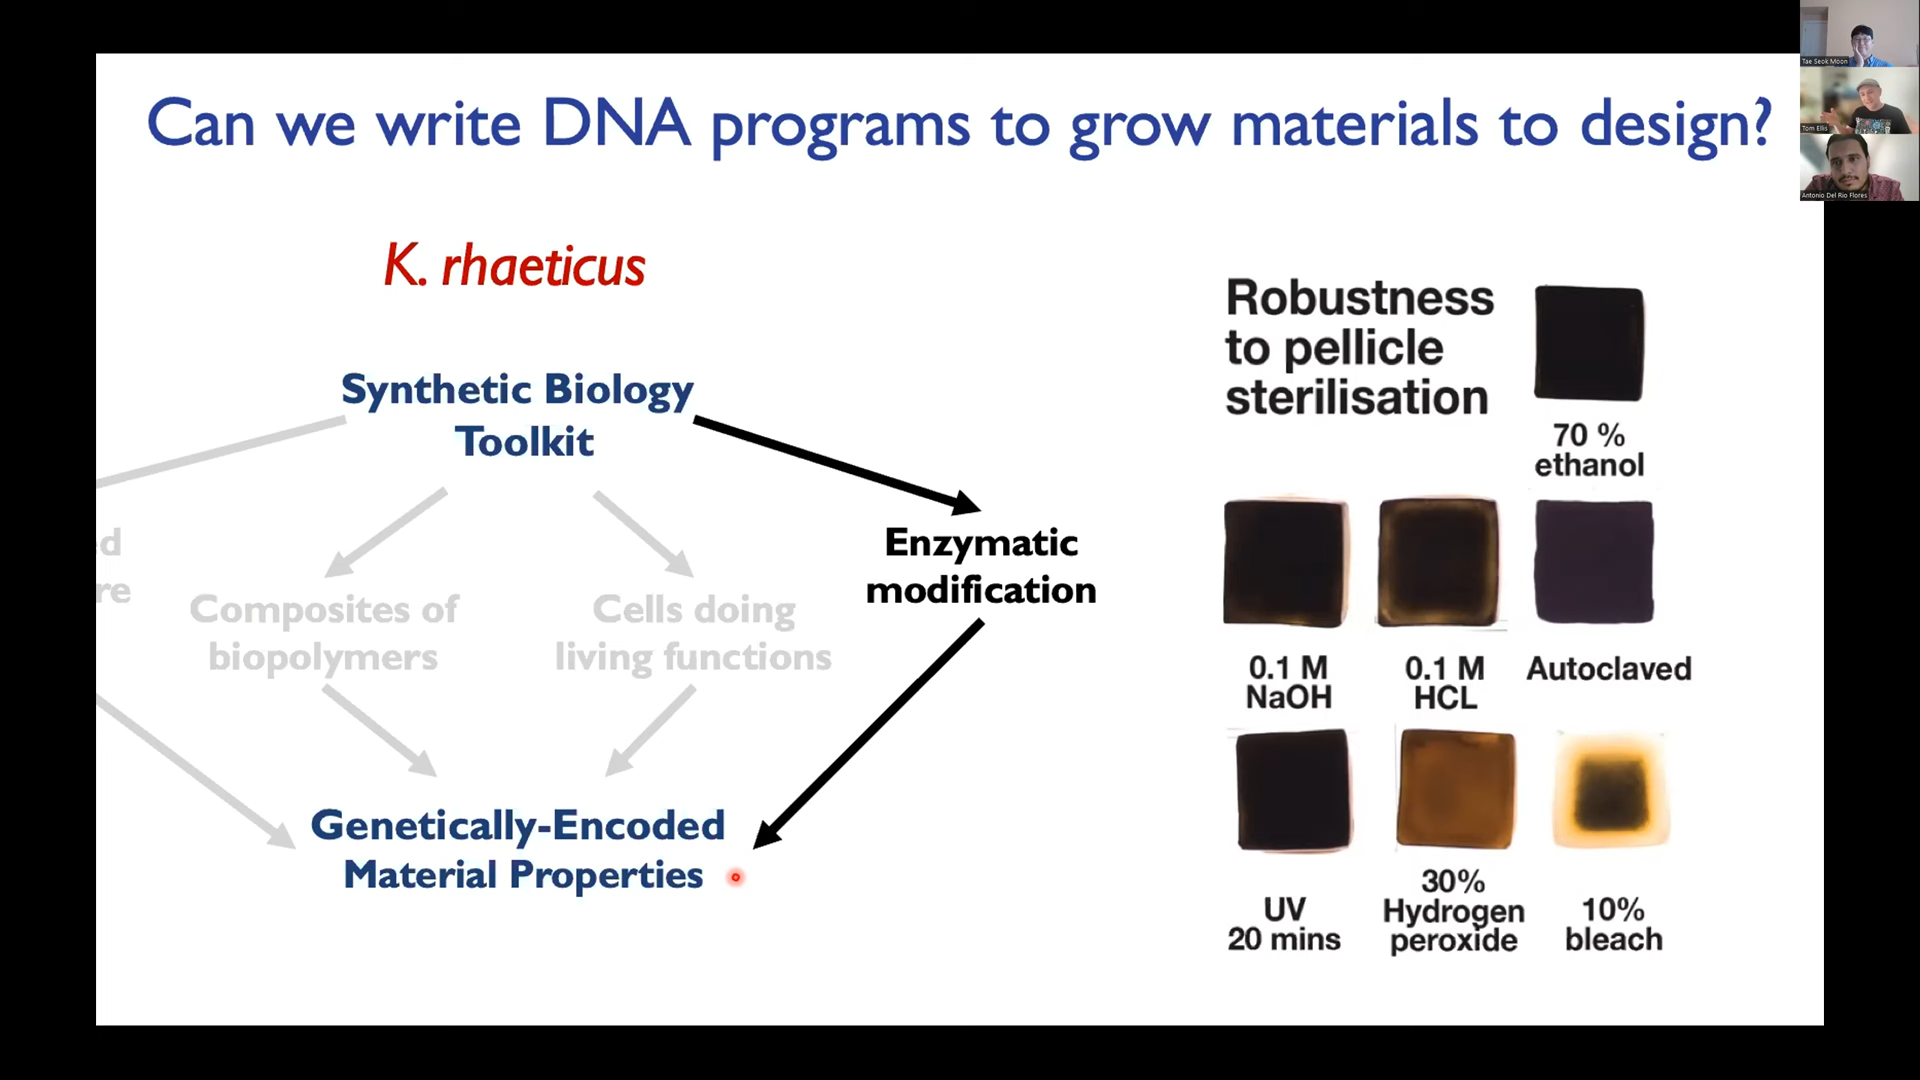 Can we write DNA programs to grow materials to design?
K. rhaeticus
Synthetic Biology
Toolkit
d
re
Composites of
biopolymers
Cells doing
living functions
Enzymatic
modification
Genetically-Encoded
Material Properties
Robustness
to pellicle
sterilisation
70 %
ethanol
0.1 M
NaOH
0.1 M
HCL
Autoclaved
UV
20 mins
30%
Hydrogen
peroxide
10%
bleach
Tae Seok Moon
Tom Ellis
Antonio Del Rio Flores